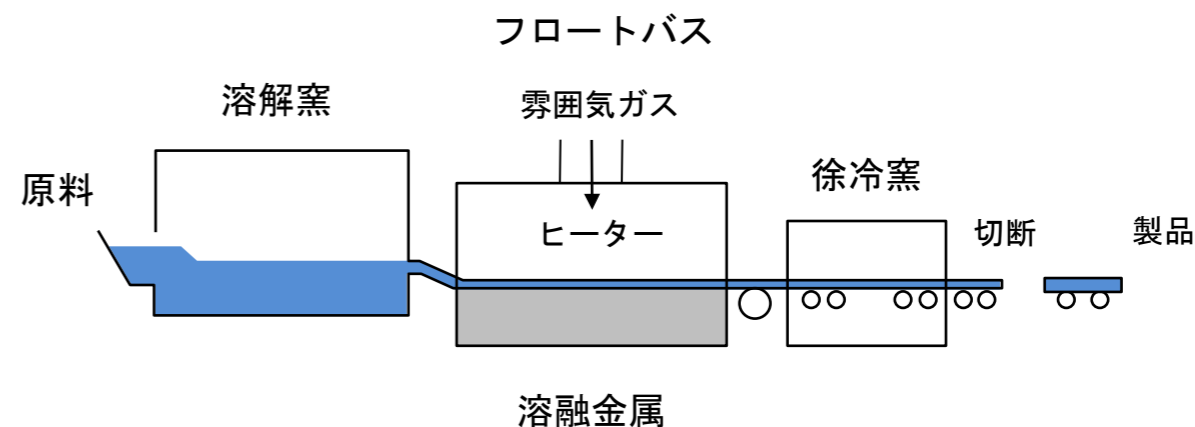 フロートバス
溶解窯
雰囲気ガス
原料
ヒーター
徐冷窯
切断
製品
溶融金属